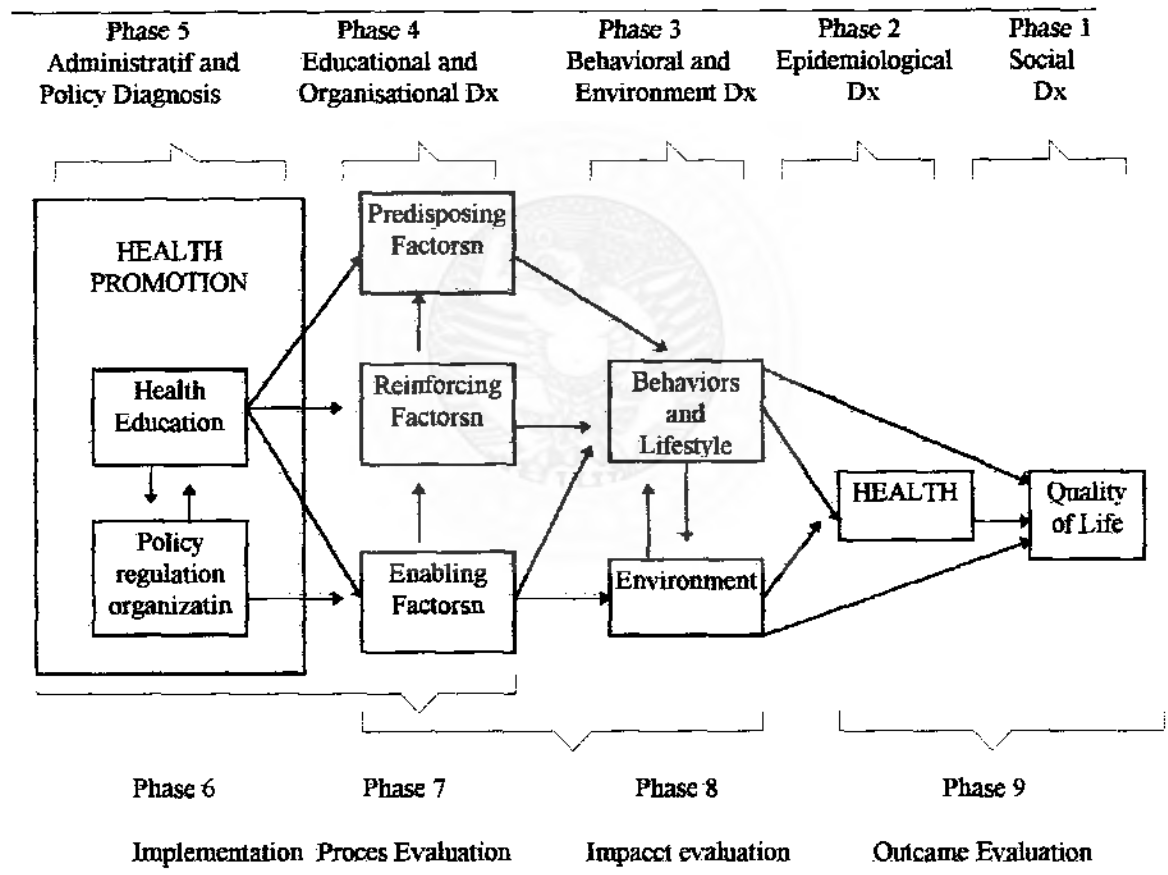 Phase 5
Administratif and
Policy Diagnosis
Phase 4
Educational and
Organisational Dx
Phase 3
Behavioral and
Environment Dx
Phase 2
Epidemiological
Dx
Phase 1
Social
Dx
HEALTH
PROMOTION
Health
Education
Policy
regulation
organizatin
Predisposing
Factorsn
Reinforcing
Factorsn
Enabling
Factorsn
Behaviors
and
Lifestyle
Environment
HEALTH
Quality
of Life
Phase 6
Phase 7
Phase 8
Phase 9
Implementation
Proces Evaluation
Impacct evaluation
Outcame Evaluation